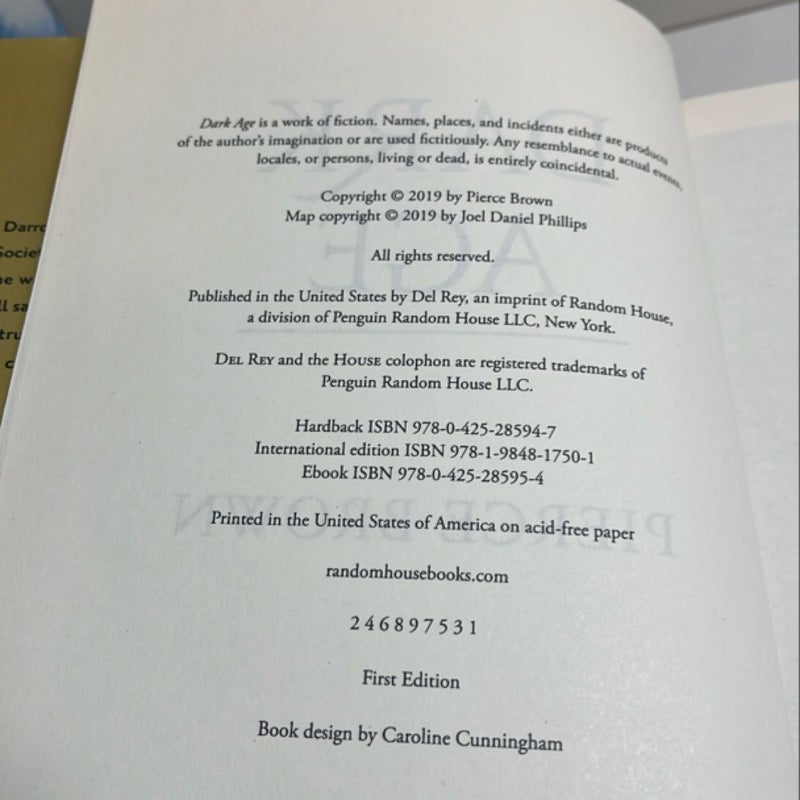 Dark Age is a work of fiction. Names, places, and incidents either are products
of the author's imagination or are used fictitiously. Any resemblance to actual events,
locales, or persons, living or dead, is entirely coincidental.
Copyright © 2019 by Pierce Brown
Map copyright © 2019 by Joel Daniel Phillips
All rights reserved.
Published in the United States by Del Rey, an imprint of Random House,
a division of Penguin Random House LLC, New York.
DEL REY and the HOUSE colophon are registered trademarks of
Penguin Random House LLC.
Hardback ISBN 978-0-425-28594-7
International edition ISBN 978-1-9848-1750-1
Ebook ISBN 978-0-425-28595-4
Printed in the United States of America on acid-free paper
randomhousebooks.com
2 4 6 8 9 7 5 3 1
First Edition
Book design by Caroline Cunningham